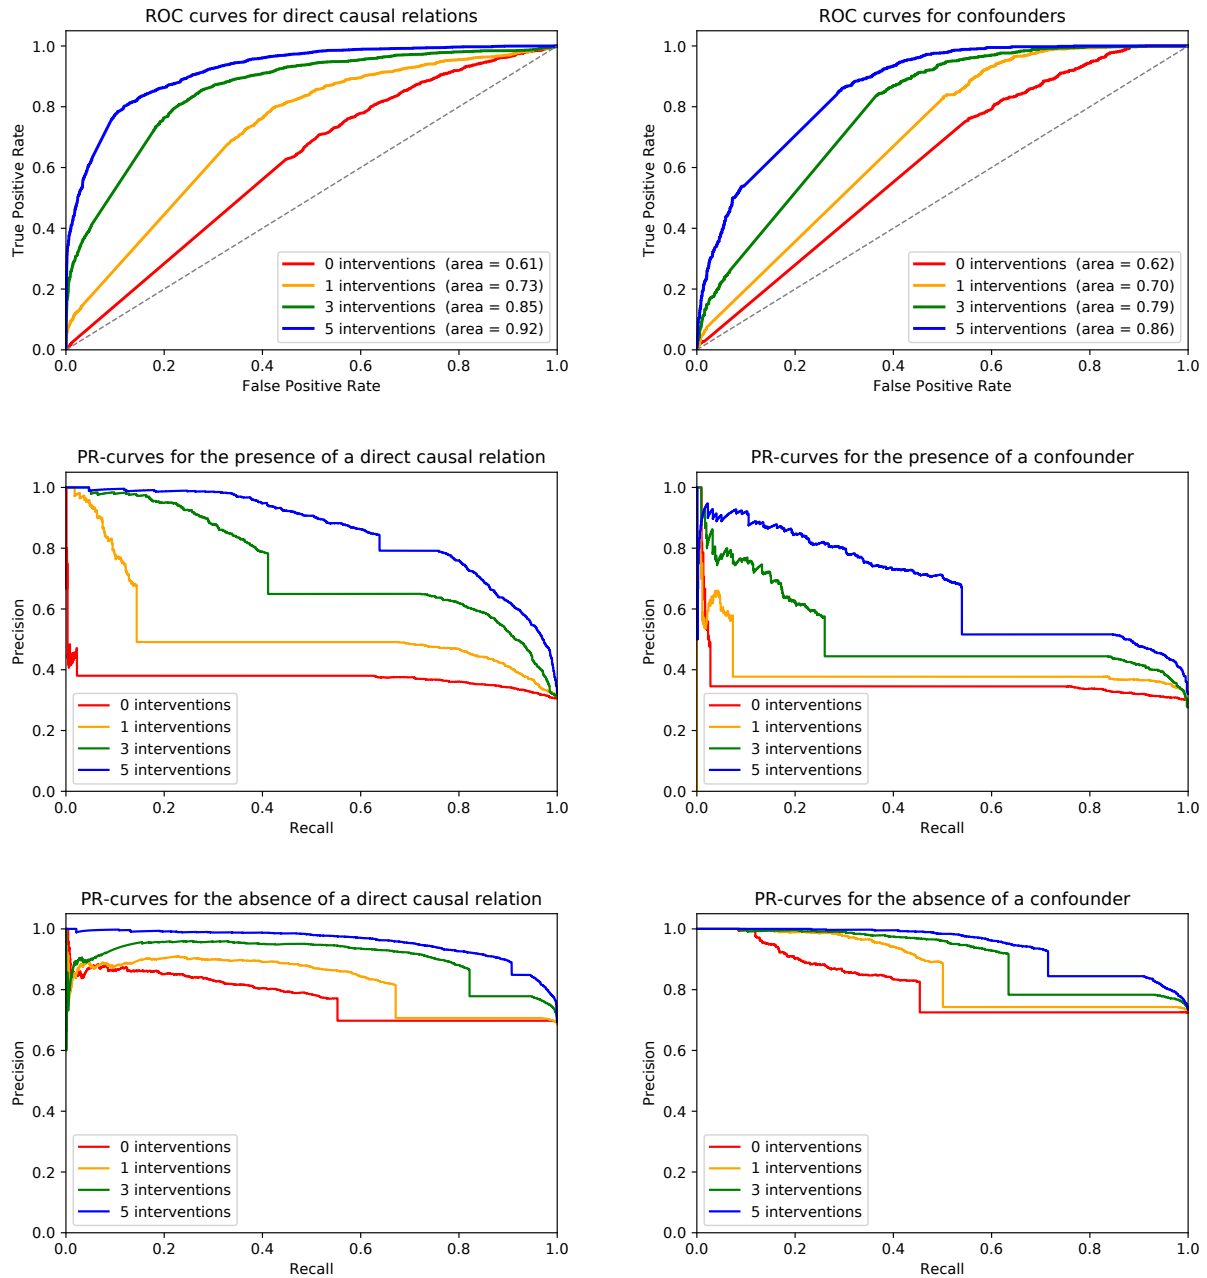 ROC curves for direct causal relations
True Positive Rate
1.0
0.8
0.6
0.4
0.2
0.0
0 interventions (area = 0.61)
1 interventions (area = 0.73)
3 interventions (area = 0.85)
5 interventions (area = 0.92)
0.0 0.2 0.4 0.6 0.8 1.0
False Positive Rate
ROC curves for confounders
True Positive Rate
1.0
0.8
0.6
0.4
0.2
0.0
0 interventions (area = 0.62)
1 interventions (area = 0.70)
3 interventions (area = 0.79)
5 interventions (area = 0.86)
0.0 0.2 0.4 0.6 0.8 1.0
False Positive Rate
PR-curves for the presence of a direct causal relation
Precision
1.0
0.8
0.6
0.4
0.2
0.0
0 interventions
1 interventions
3 interventions
5 interventions
0.0 0.2 0.4 0.6 0.8 1.0
Recall
PR-curves for the presence of a confounder
Precision
1.0
0.8
0.6
0.4
0.2
0.0
0 interventions
1 interventions
3 interventions
5 interventions
0.0 0.2 0.4 0.6 0.8 1.0
Recall
PR-curves for the absence of a direct causal relation
Precision
1.0
0.8
0.6
0.4
0.2
0.0
0 interventions
1 interventions
3 interventions
5 interventions
0.0 0.2 0.4 0.6 0.8 1.0
Recall
PR-curves for the absence of a confounder
Precision
1.0
0.8
0.6
0.4
0.2
0.0
0 interventions
1 interventions
3 interventions
5 interventions
0.0 0.2 0.4 0.6 0.8 1.0
Recall